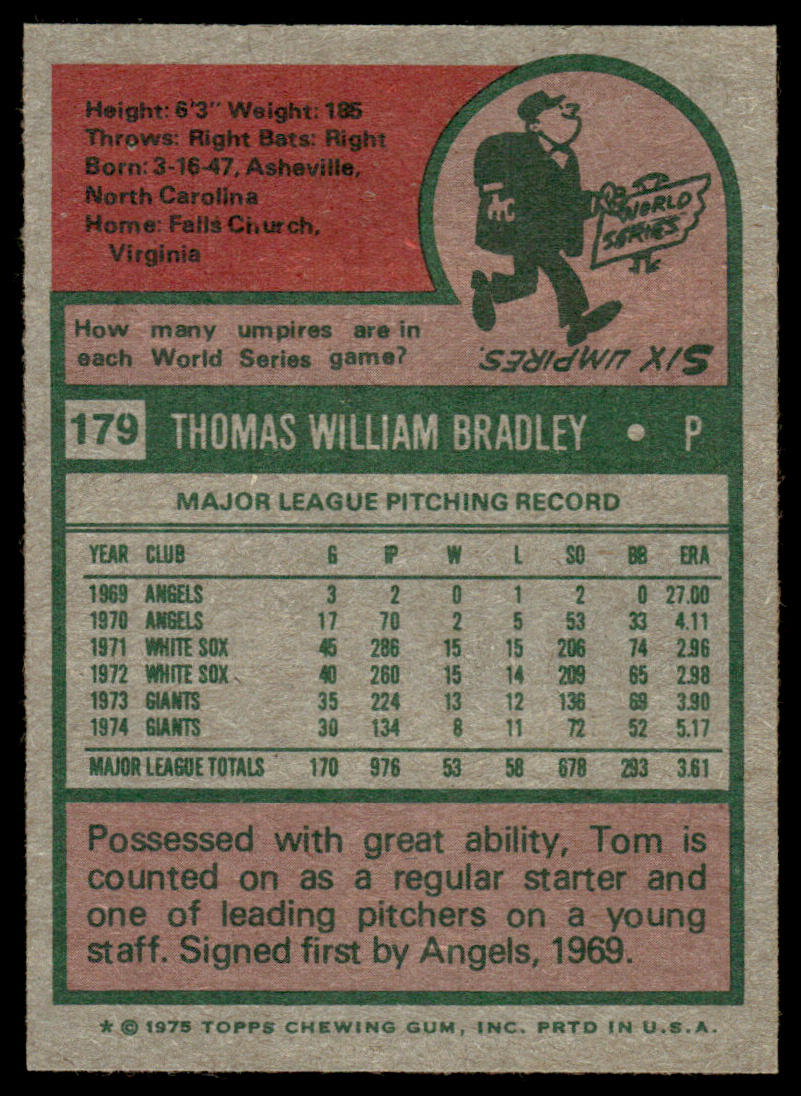 Height: 6'3" Weight: 185
Throws: Right Bats: Right
Born: 3-16-47, Asheville,
North Carolina
Home: Falls Church,
Virginia
WORLD
SERIES
How many umpires are in
each World Series game?
SIX UMPIRES.
179 THOMAS WILLIAM BRADLEY • P
MAJOR LEAGUE PITCHING RECORD
YEAR CLUB G IP W L SO BB ERA
1969 ANGELS 3 2 0 1 2 0 27.00
1970 ANGELS 17 70 2 5 53 33 4.11
1971 WHITE SOX 45 286 15 15 206 74 2.96
1972 WHITE SOX 40 260 15 14 209 65 2.98
1973 GIANTS 35 224 13 12 136 69 3.90
1974 GIANTS 30 134 8 11 72 52 5.17
MAJOR LEAGUE TOTALS 170 976 53 58 678 293 3.61
Possessed with great ability, Tom is
counted on as a regular starter and
one of leading pitchers on a young
staff. Signed first by Angels, 1969.
* © 1975 TOPPS CHEWING GUM, INC. PRTD IN U.S.A.